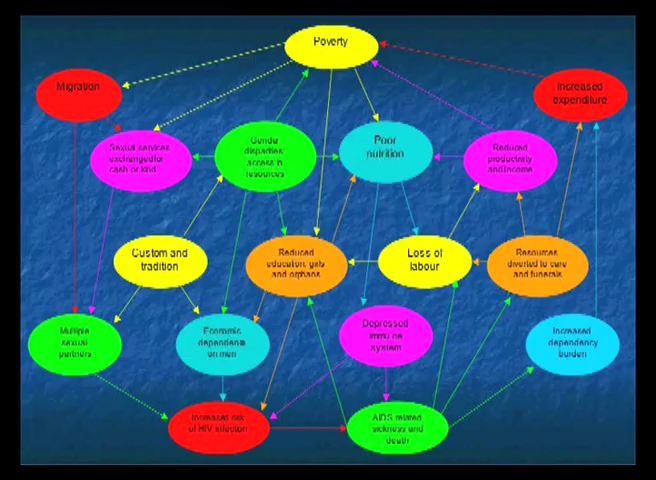 Poverty
Migration
Increased
expenditure
Sexual services
exchanged for
cash or kind
Gender
disparties:
access to
resources
Poor
nutrition
Reduced
productivity
and income
Custom and
tradition
Reduced
education: girls
and orphans
Loss of
labour
Resources
diverted to care
and funerals
Multiple
sexual
partners
Economic
dependence
on men
Depressed
immune
system
Increased
dependency
burden
Increased risk
of HIV infection
AIDS related
sickness and
death